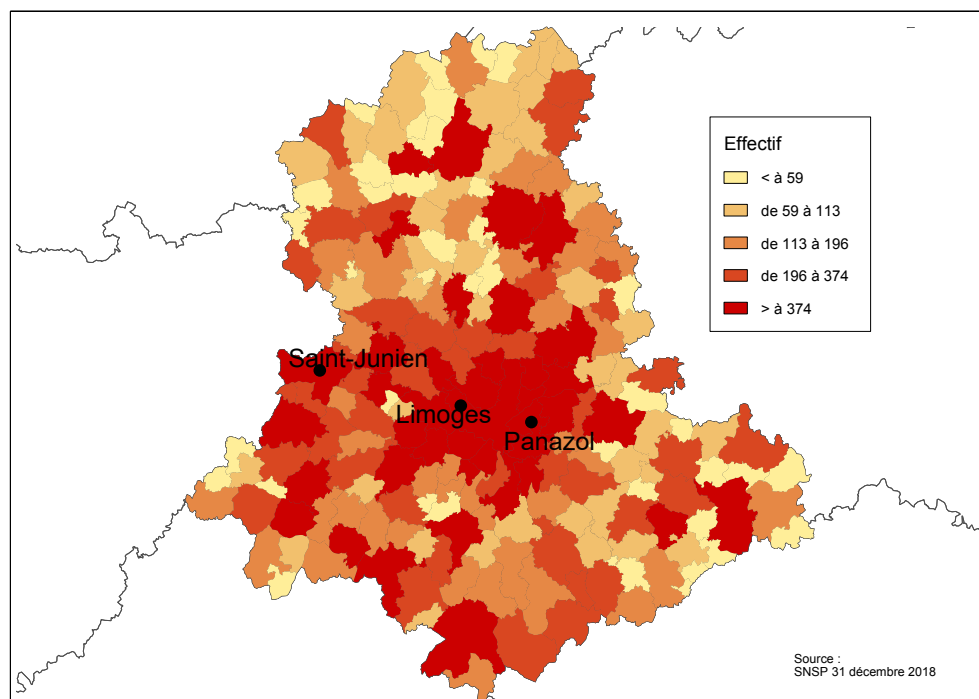 Effectif
< à 59
de 59 à 113
de 113 à 196
de 196 à 374
> à 374
Saint-Junien
Limoges
Panazol
Source :
SNSP 31 décembre 2018